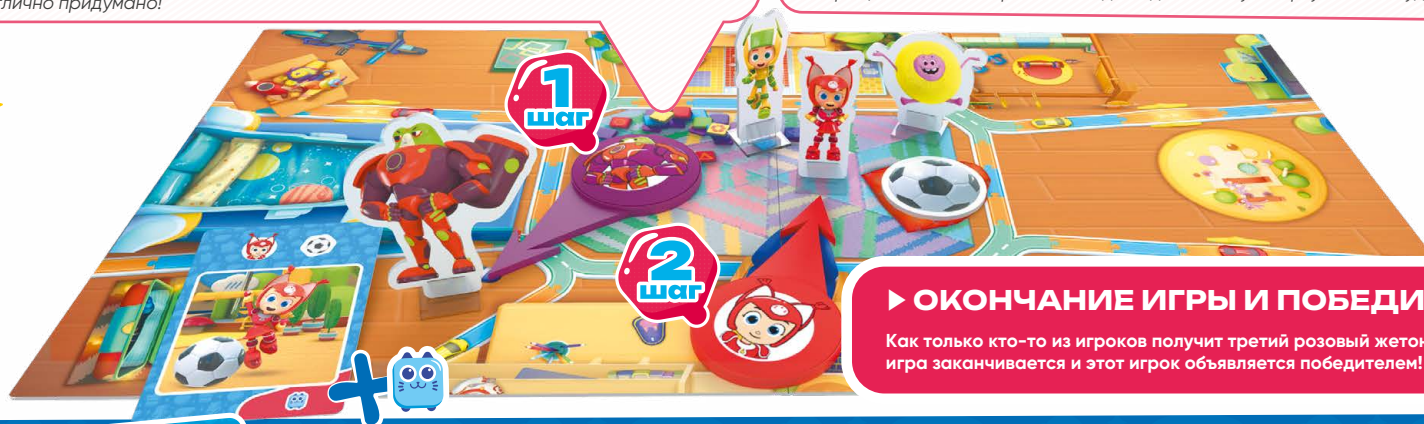 тлично придумано!
1
шаг
2
шаг
▶ ОКОНЧАНИЕ ИГРЫ И ПОБЕДИ
Как только кто-то из игроков получит третий розовый жетон
игра заканчивается и этот игрок объявляется победителем!